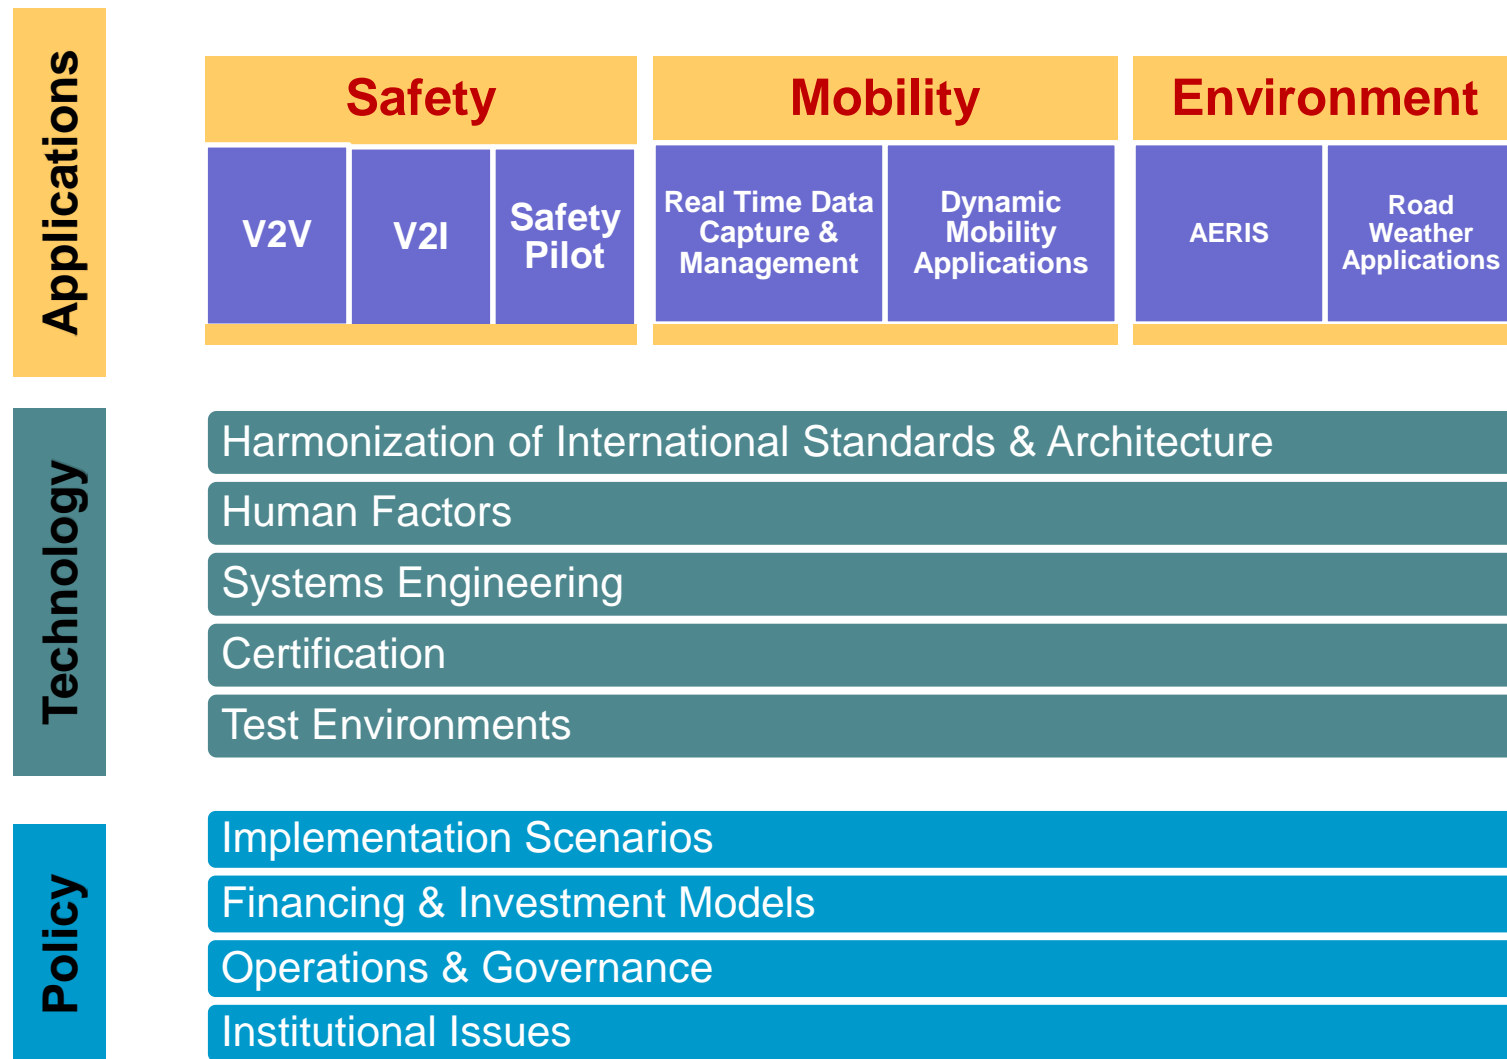 Applications
Safety
Mobility
Environment
V2V
V2I
Safety
Pilot
Real Time Data
Capture &
Management
Dynamic
Mobility
Applications
AERIS
Road
Weather
Applications
Technology
Harmonization of International Standards & Architecture
Human Factors
Systems Engineering
Certification
Test Environments
Policy
Implementation Scenarios
Financing & Investment Models
Operations & Governance
Institutional Issues